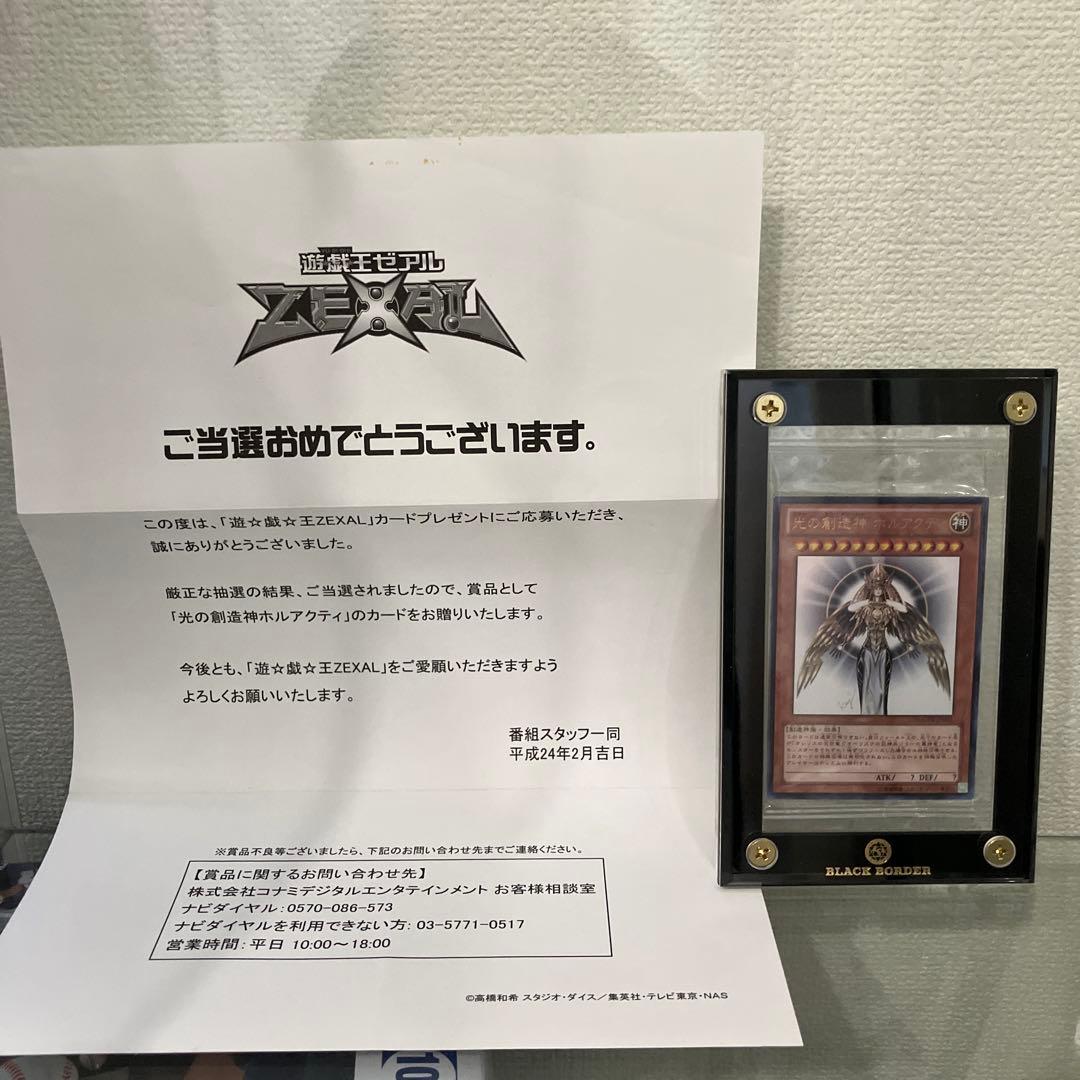 遊戯王ゼアル
ZEXAL
ご当選おめでとうございます。
この度は、「遊☆戯☆王ZEXAL」カードプレゼントにご応募いただき、
誠にありがとうございました。
厳正な抽選の結果、ご当選されましたので、賞品として
「光の創造神ホルアクティ」のカードをお贈りいたします。
今後とも、「遊☆戯☆王ZEXAL」をご愛顧いただきますよう
よろしくお願いいたします。
番組スタッフ一同
平成24年2月吉日
※賞品不良等ございましたら、下記のお問い合わせ先までご連絡ください。
【賞品に関するお問い合わせ先】
株式会社コナミデジタルエンタテインメント お客様相談室
ナビダイヤル:0570-086-573
ナビダイヤルを利用できない方: 03-5771-0517
営業時間:平日 10:00~18:00
©高橋和希 スタジオ・ダイス/集英社・テレビ東京・NAS
光の創造神 ホルアクティ 神
ATK/ ? DEF/ ?
BLACK BORDER
10